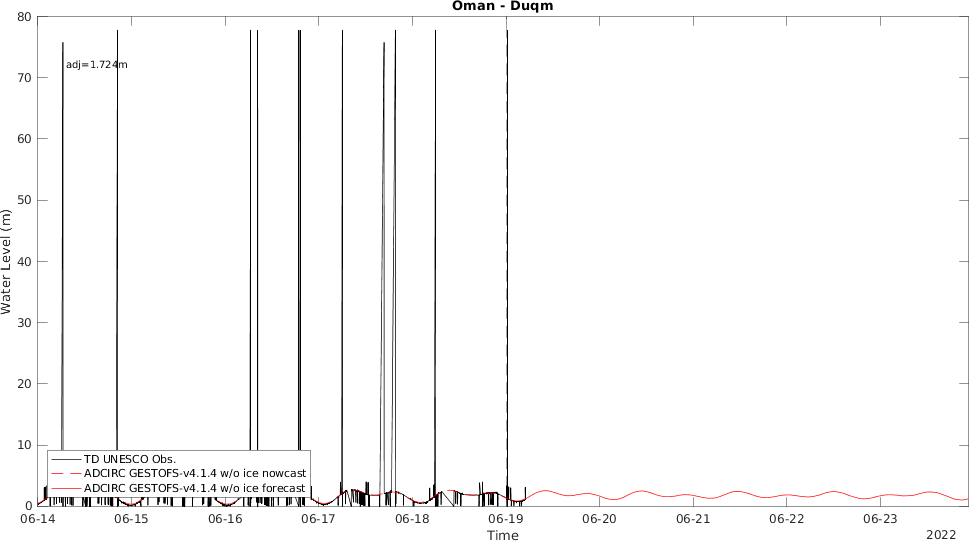 Oman - Duqm
80
70
60
50
40
30
20
10
0
Water Level (m)
adj=1.724m
TD UNESCO Obs.
ADCIRC GESTOFS-v4.1.4 w/o ice nowcast
ADCIRC GESTOFS-v4.1.4 w/o ice forecast
06-14 06-15 06-16 06-17 06-18 06-19 06-20 06-21 06-22 06-23
Time
2022